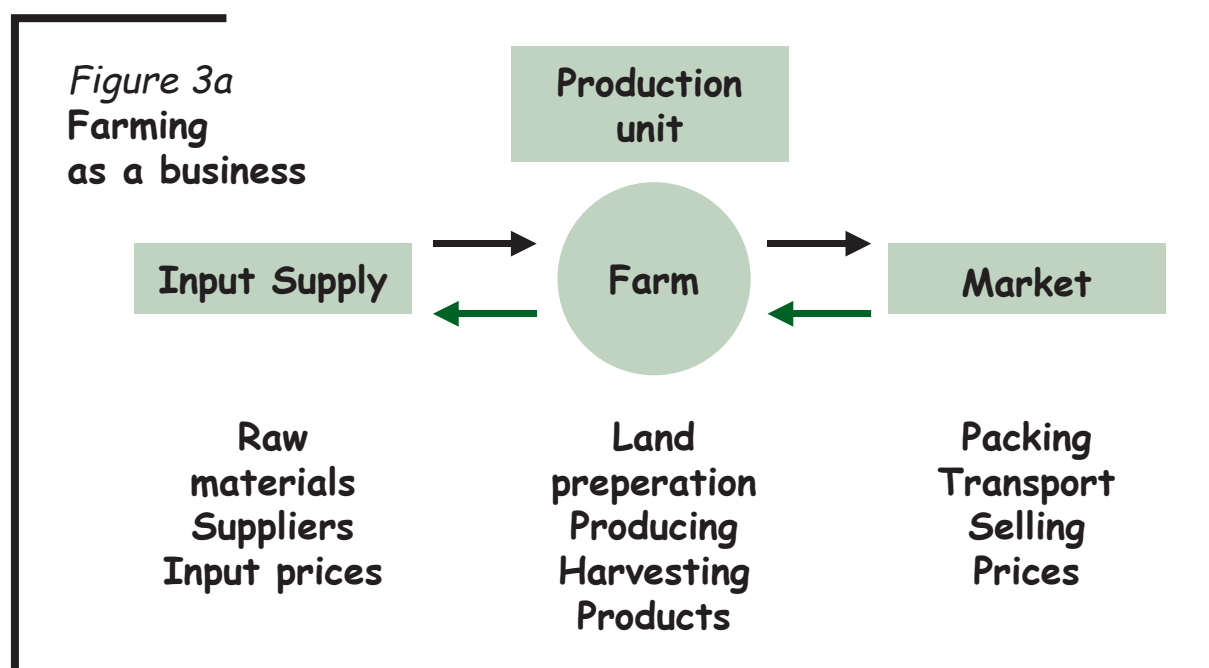 Figure 3a
Farming
as a business
Production
unit
Input Supply
Farm
Market
Raw
materials
Suppliers
Input prices
Land
preperation
Producing
Harvesting
Products
Packing
Transport
Selling
Prices